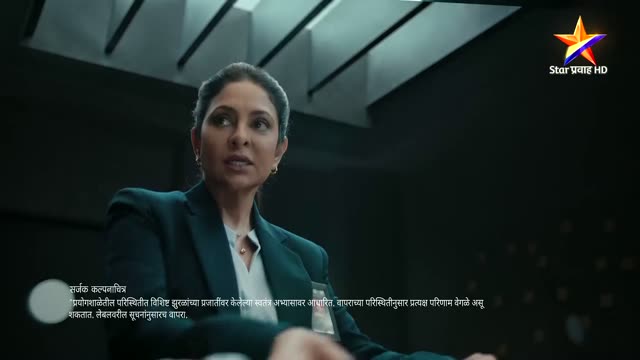 Star प्रवाह HD
सर्जक कल्पनाचित्र
*प्रयोगशाळेतील परिस्थितीत विशिष्ट झुरळांच्या प्रजातींवर केलेल्या स्वतंत्र अभ्यासावर आधारित. वापराच्या परिस्थितीनुसार प्रत्यक्ष परिणाम वेगळे असू
शकतात. लेबलवरील सूचनांनुसारच वापरा.